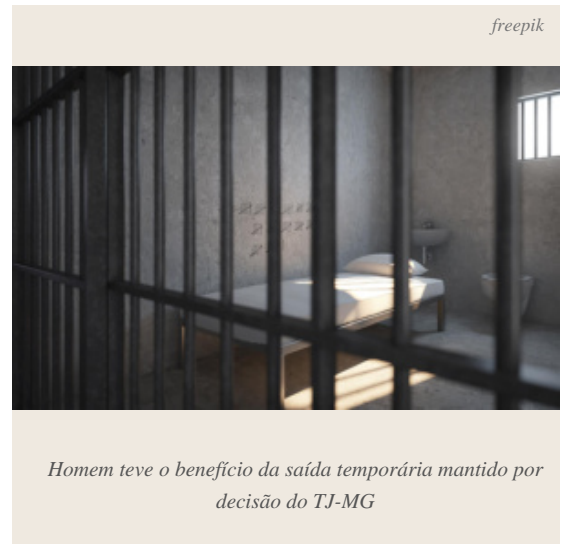 freepik
Homem teve o benefício da saída temporária mantido por
decisão do TJ-MG